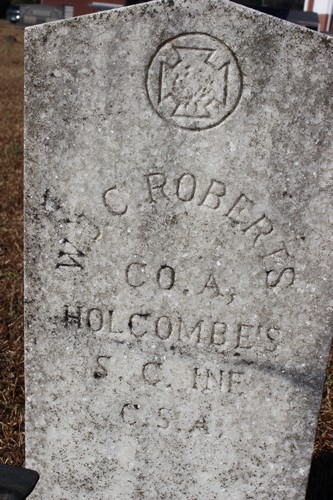 W J C ROBERTS
CO. A,
HOLCOMBE'S
S C. INF
C. S. A.